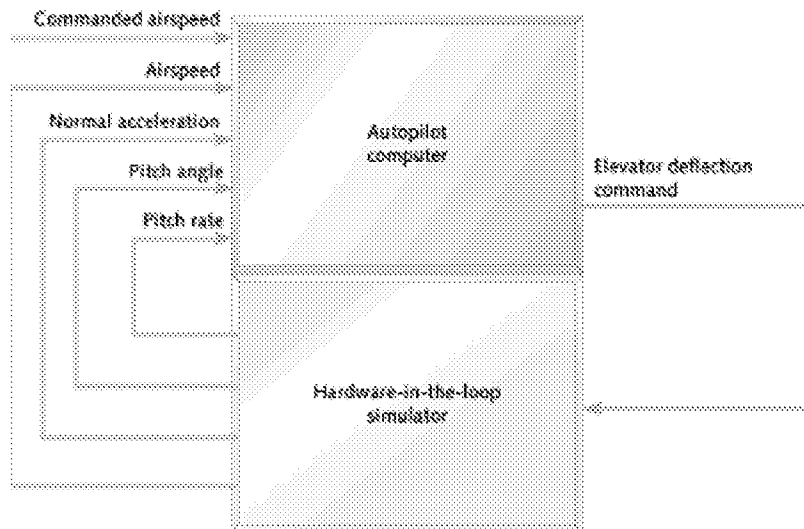 Commanded airspeed
Airspeed
Normal acceleration
Pitch angle
Pitch rate
Autopilot
computer
Elevator deflection
command
Hardware-in-the-loop
simulator